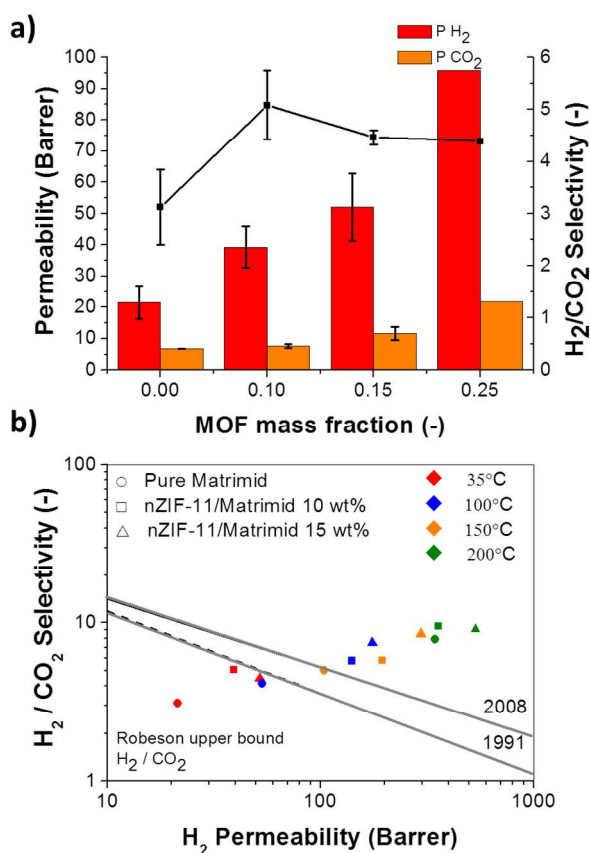 a)
P H2
P CO2
Permeability (Barrer)
100
90
80
70
60
50
40
30
20
10
0
H2/CO2 Selectivity (-)
6
5
4
3
2
1
0
0.00 0.10 0.15 0.25
MOF mass fraction (-)
b)
H2 / CO2 Selectivity (-)
100
10
1
Pure Matrimid
nZIF-11/Matrimid 10 wt%
nZIF-11/Matrimid 15 wt%
35°C
100°C
150°C
200°C
2008
1991
Robeson upper bound
H2 / CO2
10 100 1000
H2 Permeability (Barrer)